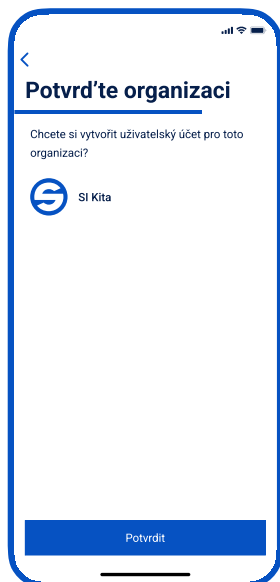 Potvrďte organizaci
Chcete si vytvořit uživatelský účet pro toto
organizaci?
SI Kita
Potvrdit